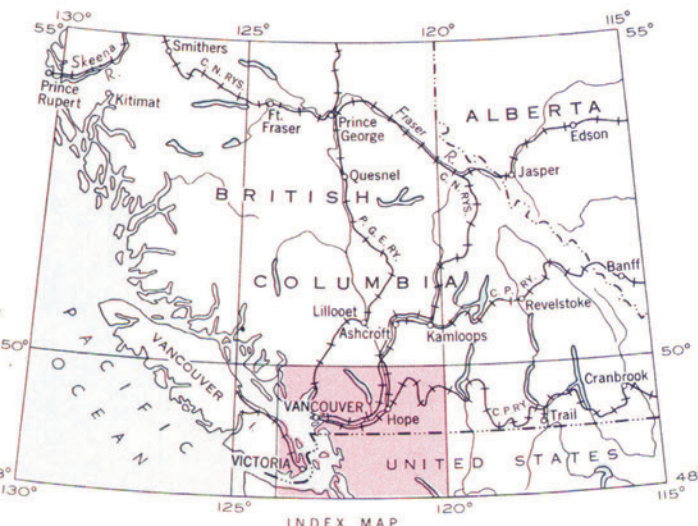 130°
125°
120°
115°
55°
55°
Smithers
Skeena
R.
C. N. RYS.
Prince
Rupert
Kitimat
Ft.
Fraser
Prince
George
Fraser
R.
ALBERTA
Edson
Jasper
Quesnel
C. N. RYS.
BRITISH
P. G. E. RY.
COLUMBIA
Banff
C. P. RY.
Revelstoke
Lillooet
Ashcroft
Kamloops
PACIFIC
OCEAN
VANCOUVER
I.
50°
50°
Cranbrook
VANCOUVER
Hope
C. P. RY.
Trail
VICTORIA
UNITED STATES
8°
48°
130°
125°
120°
115°
INDEX MAP